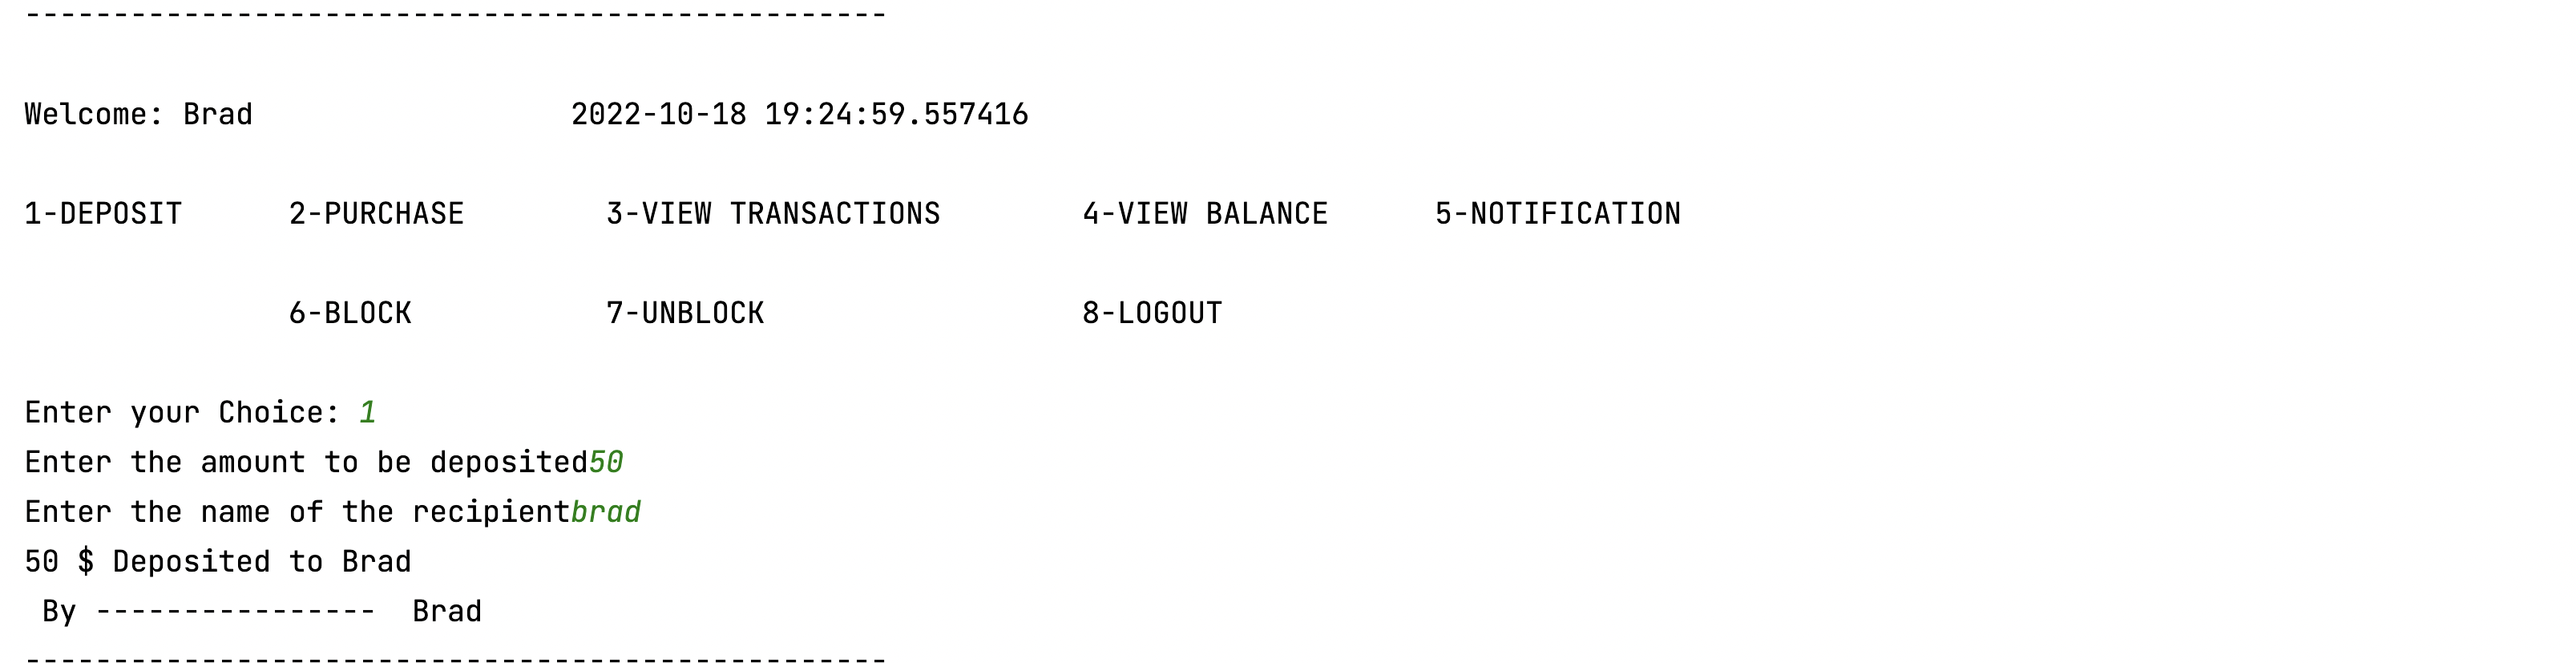 -------------------------------------------------
Welcome: Brad 2022-10-18 19:24:59.557416
1-DEPOSIT 2-PURCHASE 3-VIEW TRANSACTIONS 4-VIEW BALANCE 5-NOTIFICATION
6-BLOCK 7-UNBLOCK 8-LOGOUT
Enter your Choice: 1
Enter the amount to be deposited50
Enter the name of the recipientbrad
50 $ Deposited to Brad
By ---------------- Brad
-------------------------------------------------